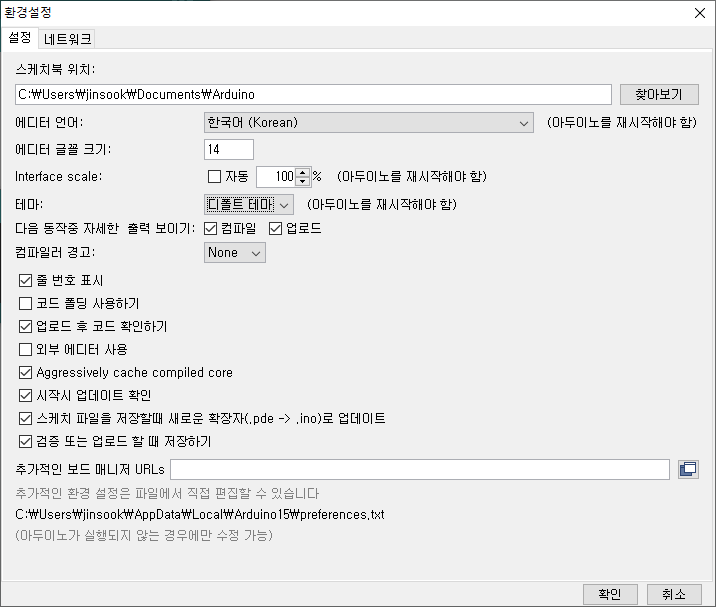 환경설정
설정 네트워크
스케치북 위치:
C:₩Users₩jinsook₩Documents₩Arduino 찾아보기
에디터 언어: 한국어 (Korean) (아두이노를 재시작해야 함)
에디터 글꼴 크기: 14
Interface scale: 자동 100 % (아두이노를 재시작해야 함)
테마: 디폴트 테마 (아두이노를 재시작해야 함)
다음 동작중 자세한 출력 보이기: 컴파일 업로드
컴파일러 경고: None
줄 번호 표시
코드 폴딩 사용하기
업로드 후 코드 확인하기
외부 에디터 사용
Aggressively cache compiled core
시작시 업데이트 확인
스케치 파일을 저장할때 새로운 확장자(.pde -> .ino)로 업데이트
검증 또는 업로드 할 때 저장하기
추가적인 보드 매니저 URLs
추가적인 환경 설정은 파일에서 직접 편집할 수 있습니다
C:₩Users₩jinsook₩AppData₩Local₩Arduino15₩preferences.txt
(아두이노가 실행되지 않는 경우에만 수정 가능)
확인 취소